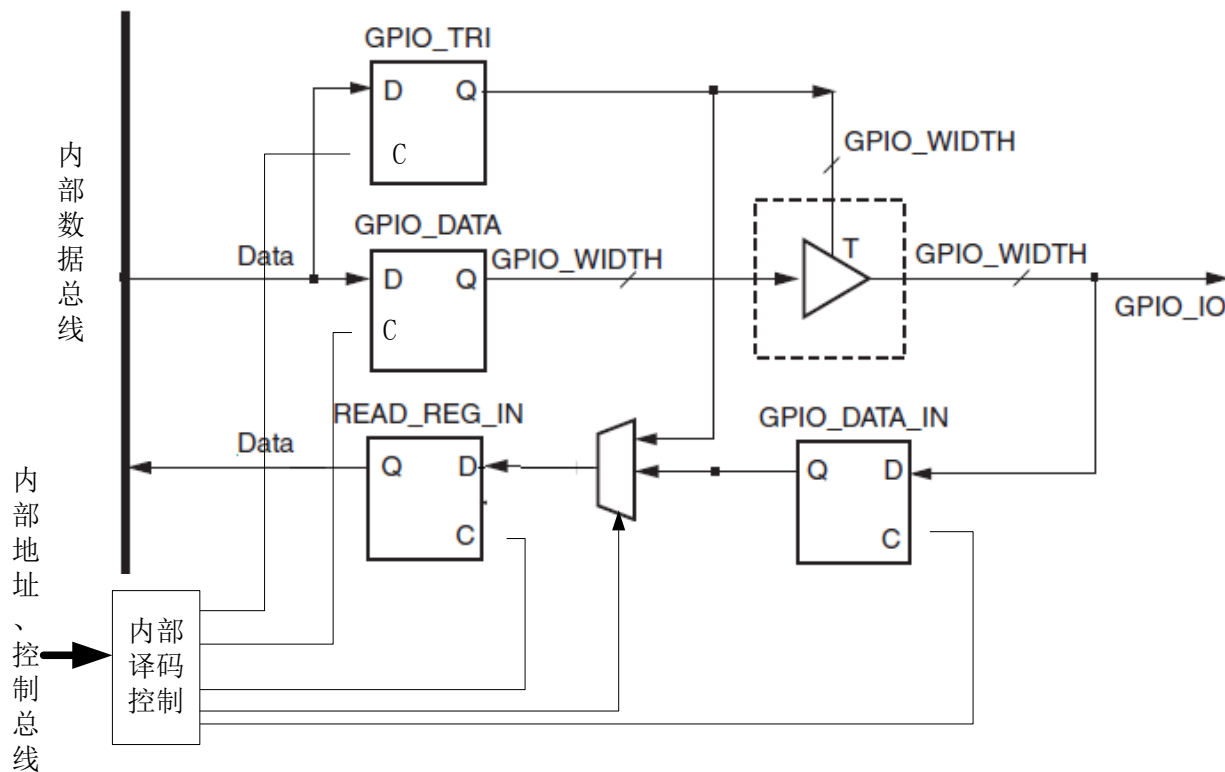 GPIO_TRI
D Q
C
GPIO_WIDTH
内部数据总线
GPIO_DATA
Data
D Q
C
GPIO_WIDTH
T
GPIO_WIDTH
GPIO_IO
READ_REG_IN
Data
Q D
C
GPIO_DATA_IN
Q D
C
内部地址、控制总线
内部
译码
控制